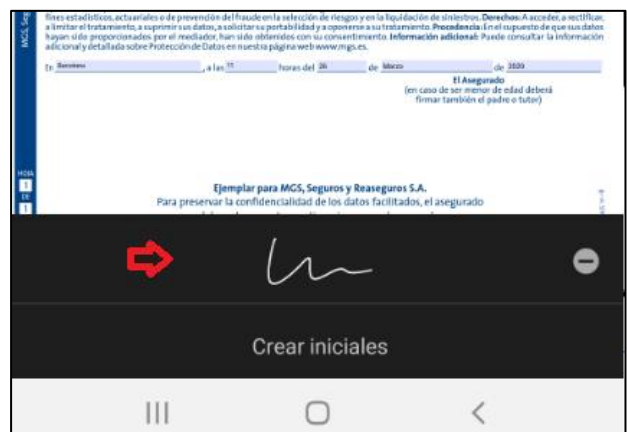 fines estadísticos, actuariales o de prevención del fraude en la selección de riesgos y en la liquidación de siniestros. Derechos: A acceder, a rectificar,
a limitar el tratamiento, a suprimir sus datos, a solicitar su portabilidad y a oponerse a su tratamiento. Procedencia: En el supuesto de que sus datos
hayan sido proporcionados por el mediador, han sido obtenidos con su consentimiento. Información adicional: Puede consultar la información
adicional y detallada sobre Protección de Datos en nuestra página web www.mgs.es.
En Barcelona, a las 11 horas del 26 de Marzo de 2020
El Asegurado
(en caso de ser menor de edad deberá
firmar también el padre o tutor)
MGS, Seg
HOJA
1
DE
1
Ejemplar para MGS, Seguros y Reaseguros S.A.
Para preservar la confidencialidad de los datos facilitados, el asegurado
Crear iniciales